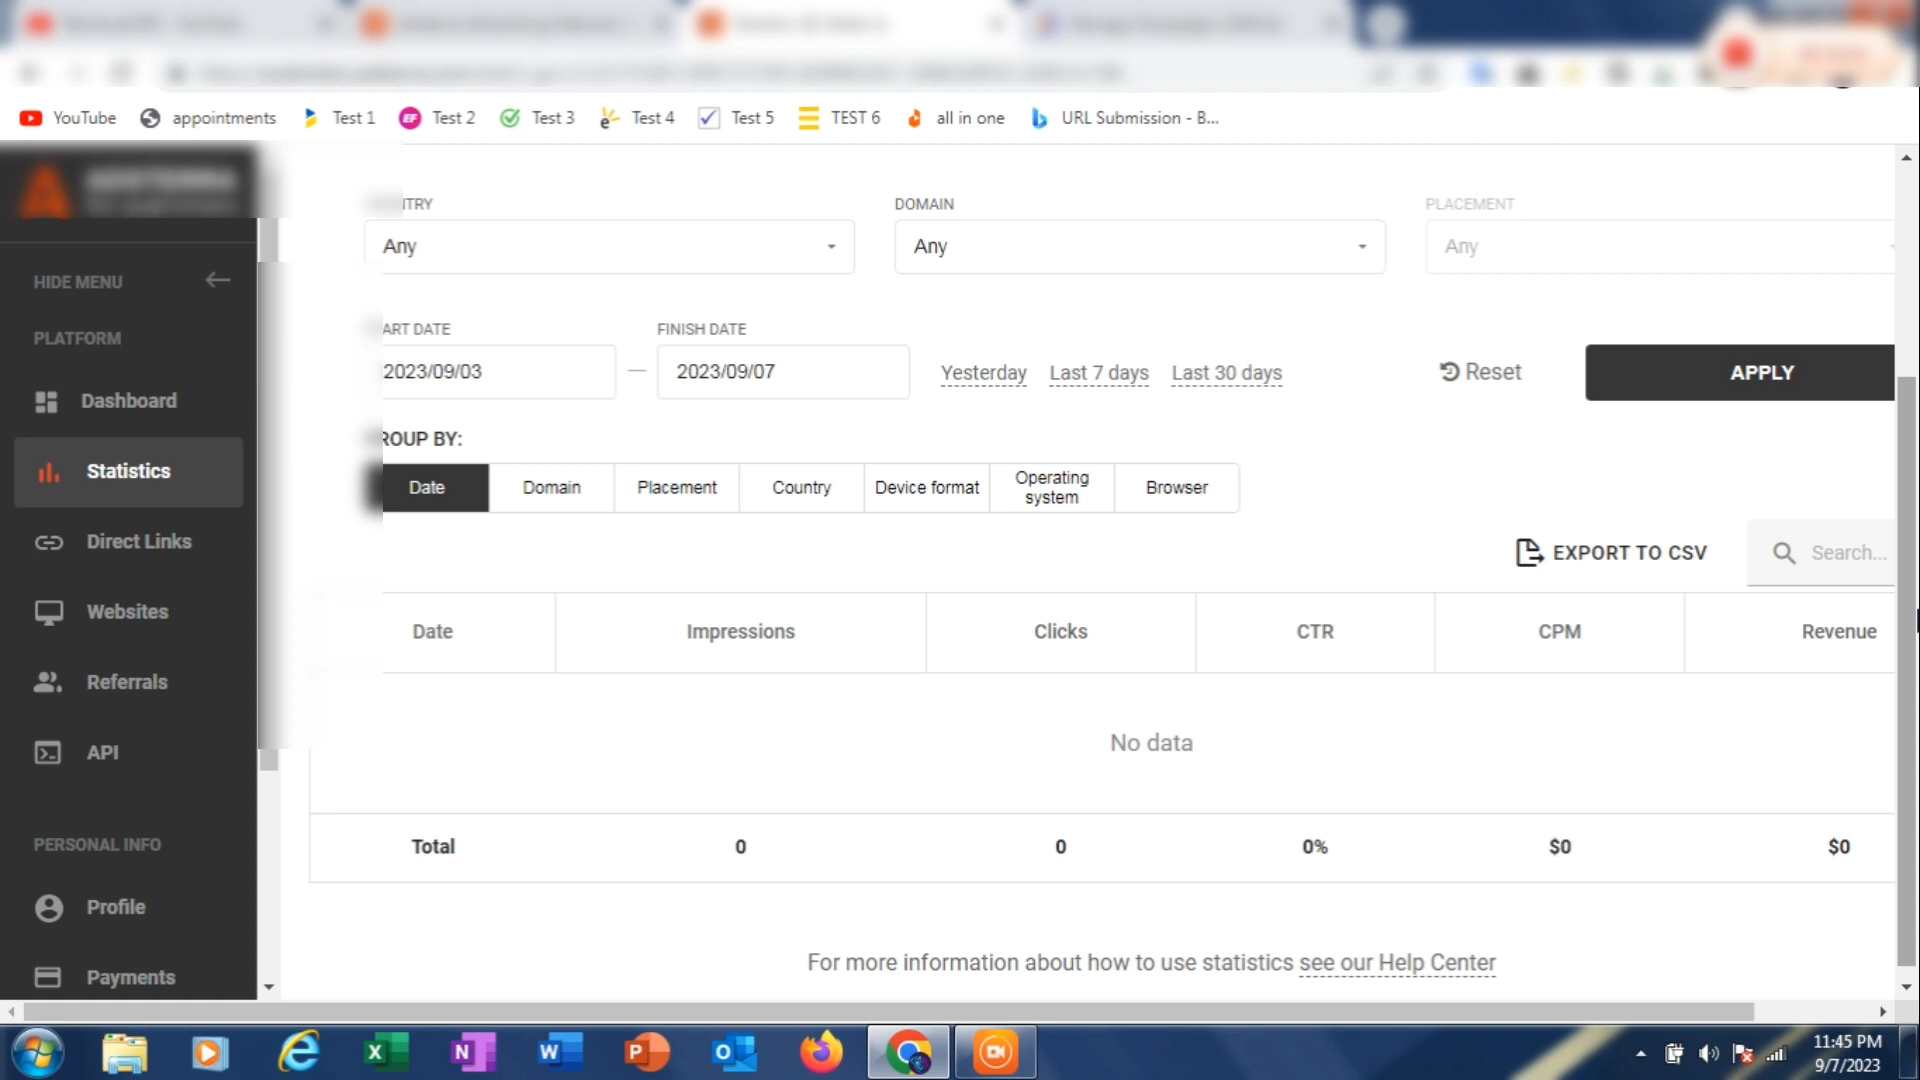 YouTube appointments Test 1 Test 2 Test 3 Test 4 Test 5 TEST 6 all in one URL Submission - B...
ADSTERRA
HIDE MENU
PLATFORM
Dashboard
Statistics
Direct Links
Websites
Referrals
API
PERSONAL INFO
Profile
Payments
NTRY DOMAIN PLACEMENT
Any Any Any
ART DATE FINISH DATE
2023/09/03 — 2023/09/07 Yesterday Last 7 days Last 30 days Reset APPLY
ROUP BY:
Date Domain Placement Country Device format Operating system Browser
EXPORT TO CSV Search...
Date Impressions Clicks CTR CPM Revenue
No data
Total 0 0 0% $0 $0
For more information about how to use statistics see our Help Center
11:45 PM
9/7/2023